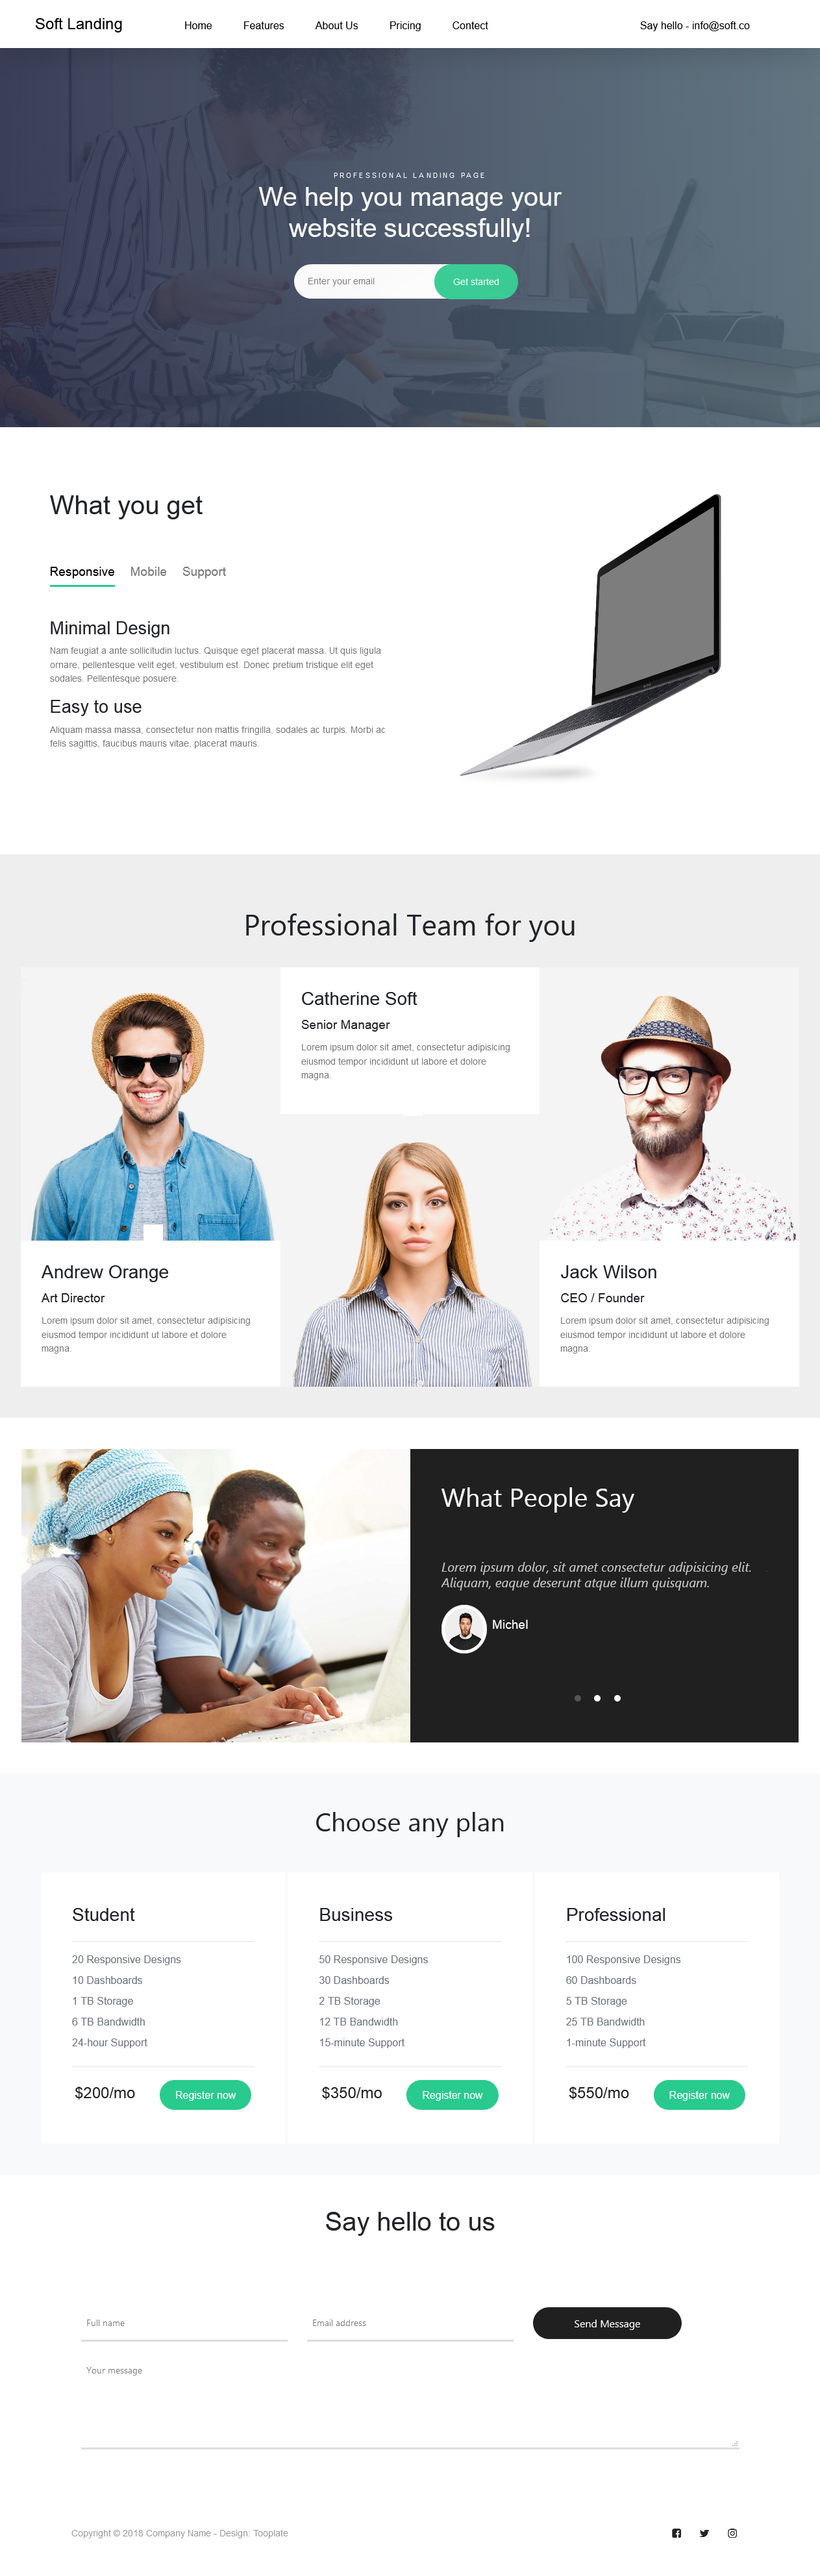 Soft Landing
Home
Features
About Us
Pricing
Contact
Say hello - info@soft.co
PROFESSIONAL LANDING PAGE
We help you manage your
website successfully!
Enter your email
Get started
What you get
Responsive
Mobile
Support
Minimal Design
Nam feugiat a ante sollicitudin luctus. Quisque eget placerat massa. Ut quis ligula
ornare, pellentesque velit eget, vestibulum est. Donec pretium tristique elit eget
sodales. Pellentesque posuere.
Easy to use
Aliquam massa massa, consectetur non mattis fringilla, sodales ac turpis. Morbi ac
felis sagittis, faucibus mauris vitae, placerat mauris.
Professional Team for you
Andrew Orange
Art Director
Lorem ipsum dolor sit amet, consectetur adipisicing
eiusmod tempor incididunt ut labore et dolore
magna.
Catherine Soft
Senior Manager
Lorem ipsum dolor sit amet, consectetur adipisicing
eiusmod tempor incididunt ut labore et dolore
magna.
Jack Wilson
CEO / Founder
Lorem ipsum dolor sit amet, consectetur adipisicing
eiusmod tempor incididunt ut labore et dolore
magna.
What People Say
Lorem ipsum dolor, sit amet consectetur adipisicing elit.
Aliquam, eaque deserunt atque illum quisquam.
Michel
Choose any plan
Student
20 Responsive Designs
10 Dashboards
1 TB Storage
6 TB Bandwidth
24-hour Support
$200/mo
Register now
Business
50 Responsive Designs
30 Dashboards
2 TB Storage
12 TB Bandwidth
15-minute Support
$350/mo
Register now
Professional
100 Responsive Designs
60 Dashboards
5 TB Storage
25 TB Bandwidth
1-minute Support
$550/mo
Register now
Say hello to us
Full name
Email address
Send Message
Your message
Copyright © 2018 Company Name - Design: Tooplate